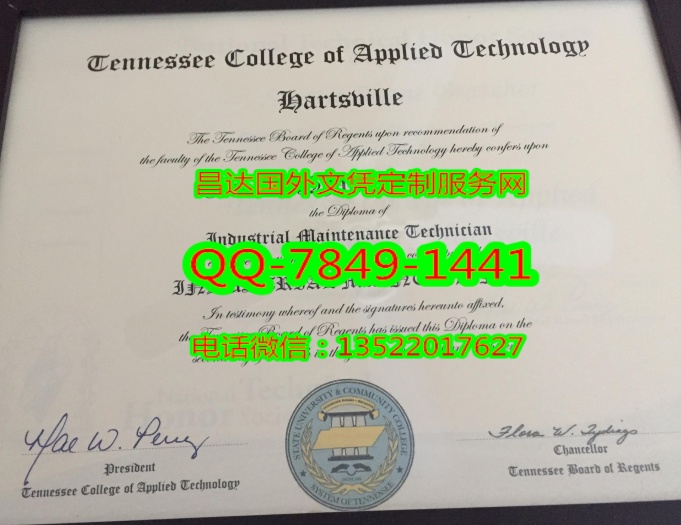 Tennessee College of Applied Technology
Hartsville
The Tennessee Board of Regents upon recommendation of
the faculty of the Tennessee College of Applied Technology hereby confers upon
昌达国外文凭定制服务网
the Diploma of
Industrial Maintenance Technician
QQ-7849-1441
In testimony whereof and the signatures hereunto affixed,
Board of Regents has issued this Diploma on the
电话微信：13522017627
STATE UNIVERSITY & COMMUNITY COLLEGE
SYSTEM OF TENNESSEE
Flora W. Tydings
President
Tennessee College of Applied Technology
Chancellor
Tennessee Board of Regents